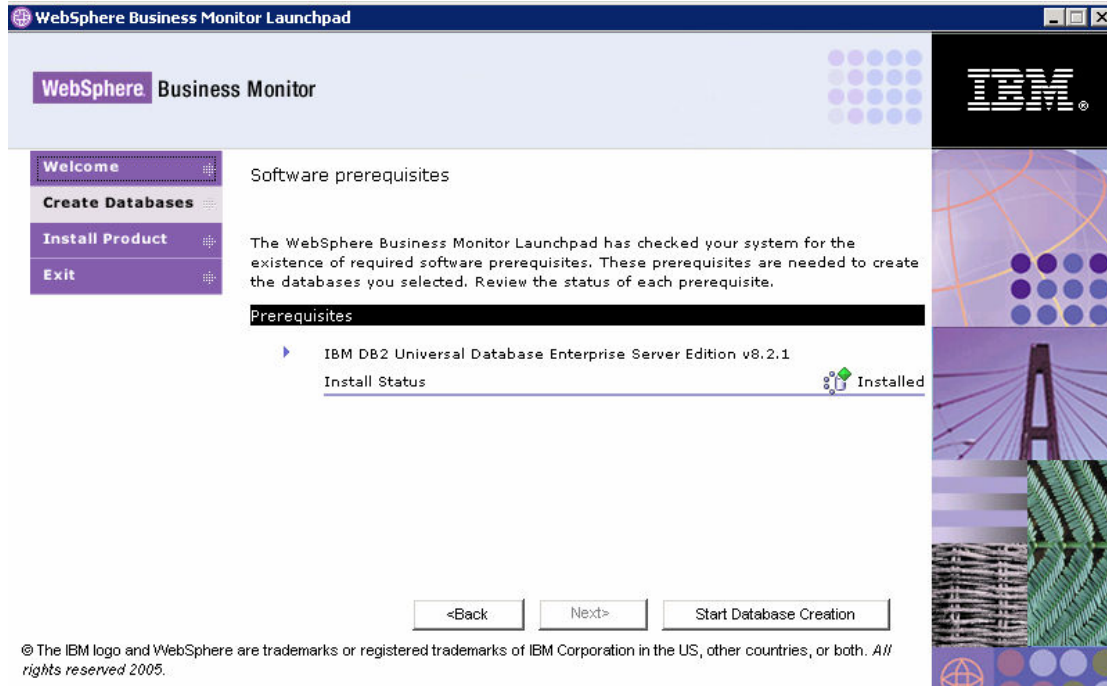 WebSphere Business Monitor Launchpad
WebSphere. Business Monitor
IBM®
Welcome
Create Databases
Install Product
Exit
Software prerequisites
The WebSphere Business Monitor Launchpad has checked your system for the
existence of required software prerequisites. These prerequisites are needed to create
the databases you selected. Review the status of each prerequisite.
Prerequisites
IBM DB2 Universal Database Enterprise Server Edition v8.2.1
Install Status Installed
<Back Next> Start Database Creation
© The IBM logo and WebSphere are trademarks or registered trademarks of IBM Corporation in the US, other countries, or both. All
rights reserved 2005.